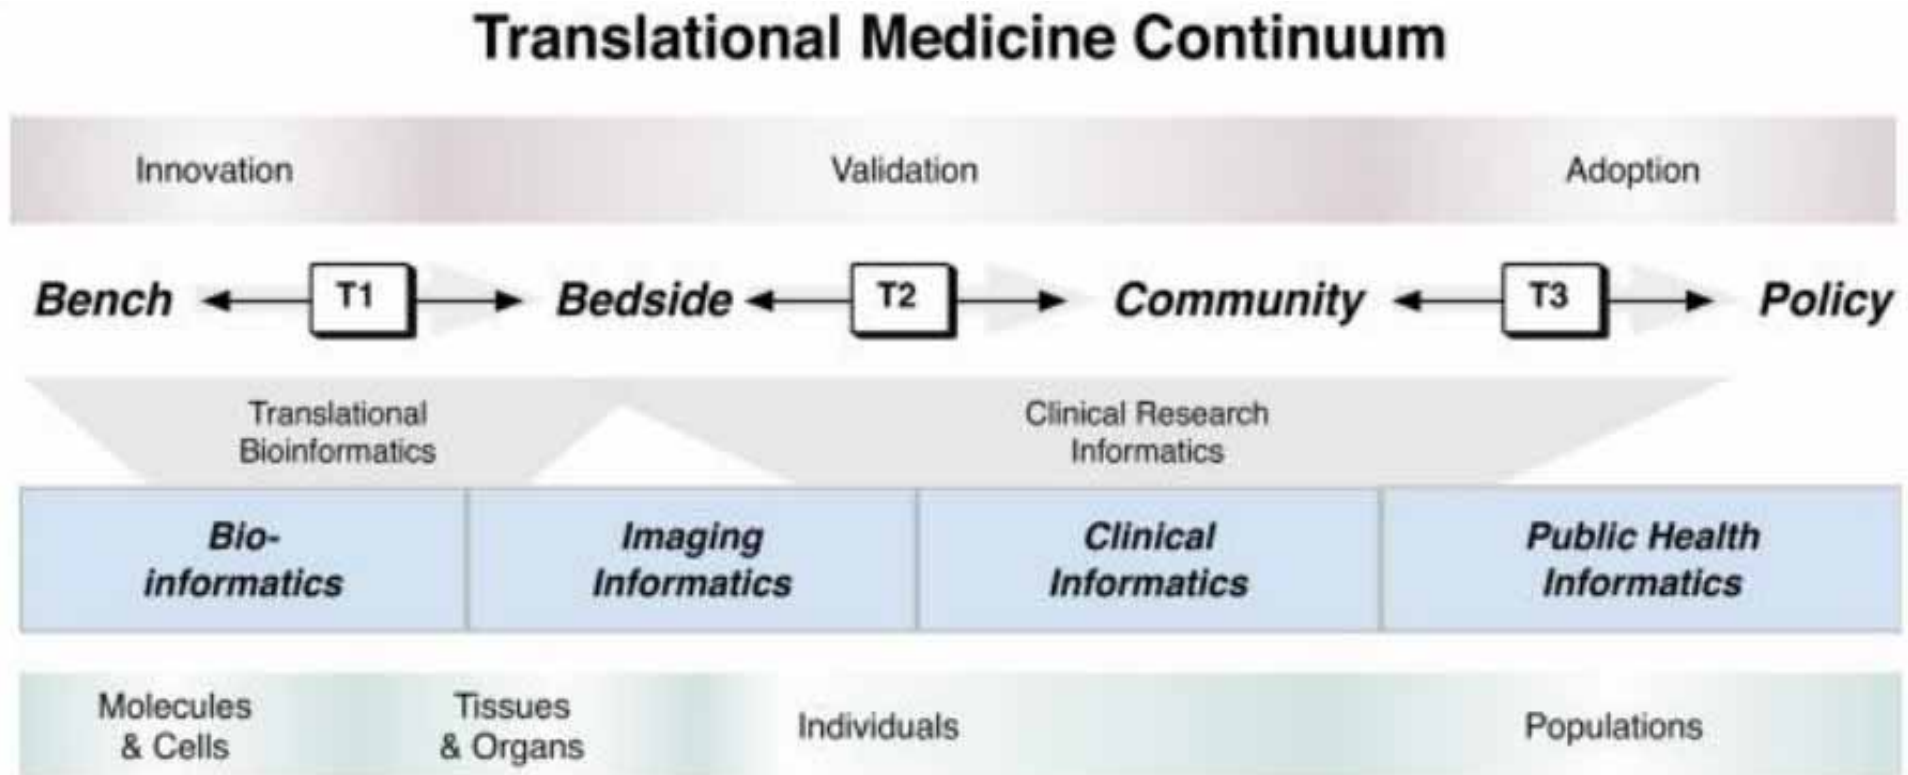 Translational Medicine Continuum
Innovation Validation Adoption
Bench T1 Bedside T2 Community T3 Policy
Translational
Bioinformatics
Clinical Research
Informatics
Bio-
informatics
Imaging
Informatics
Clinical
Informatics
Public Health
Informatics
Molecules
& Cells
Tissues
& Organs
Individuals
Populations